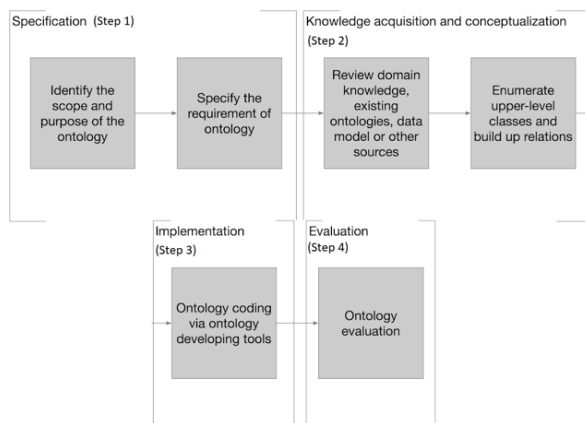 Specification (Step 1)
Identify the
scope and
purpose of the
ontology
Specify the
requirement of
ontology
Knowledge acquisition and conceptualization
(Step 2)
Review domain
knowledge,
existing
ontologies, data
model or other
sources
Enumerate
upper-level
classes and
build up relations
Implementation
(Step 3)
Ontology coding
via ontology
developing tools
Evaluation
(Step 4)
Ontology
evaluation